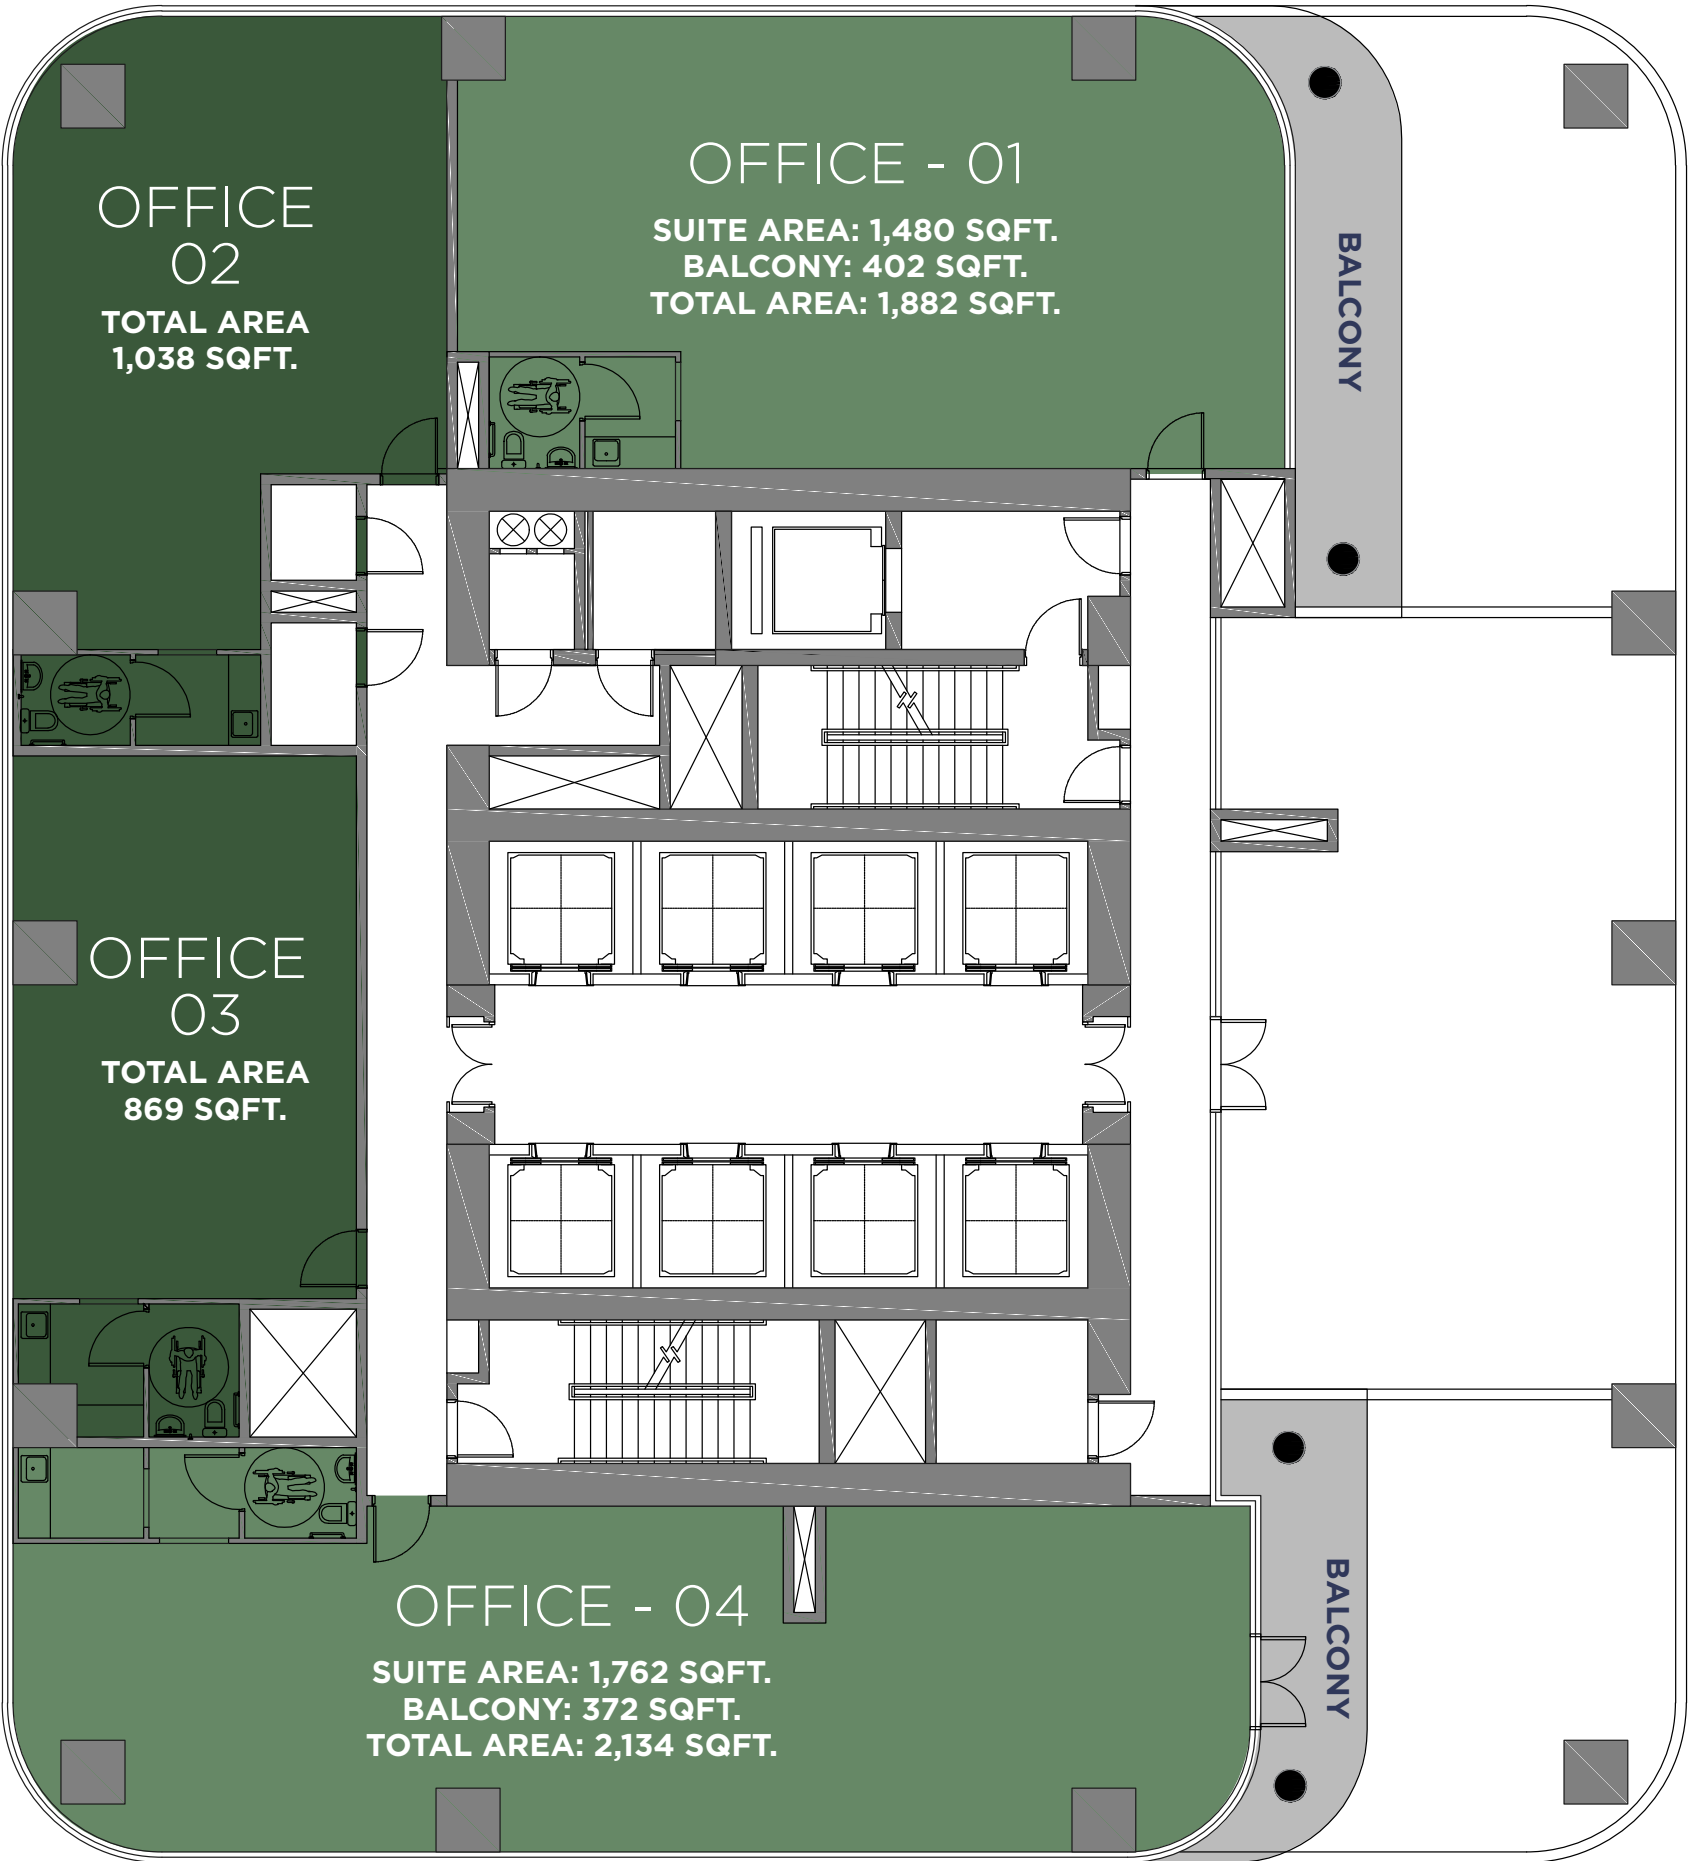 OFFICE - 01
SUITE AREA: 1,480 SQFT.
BALCONY: 402 SQFT.
TOTAL AREA: 1,882 SQFT.
OFFICE
02
TOTAL AREA
1,038 SQFT.
BALCONY
OFFICE
03
TOTAL AREA
869 SQFT.
OFFICE - 04
SUITE AREA: 1,762 SQFT.
BALCONY: 372 SQFT.
TOTAL AREA: 2,134 SQFT.
BALCONY